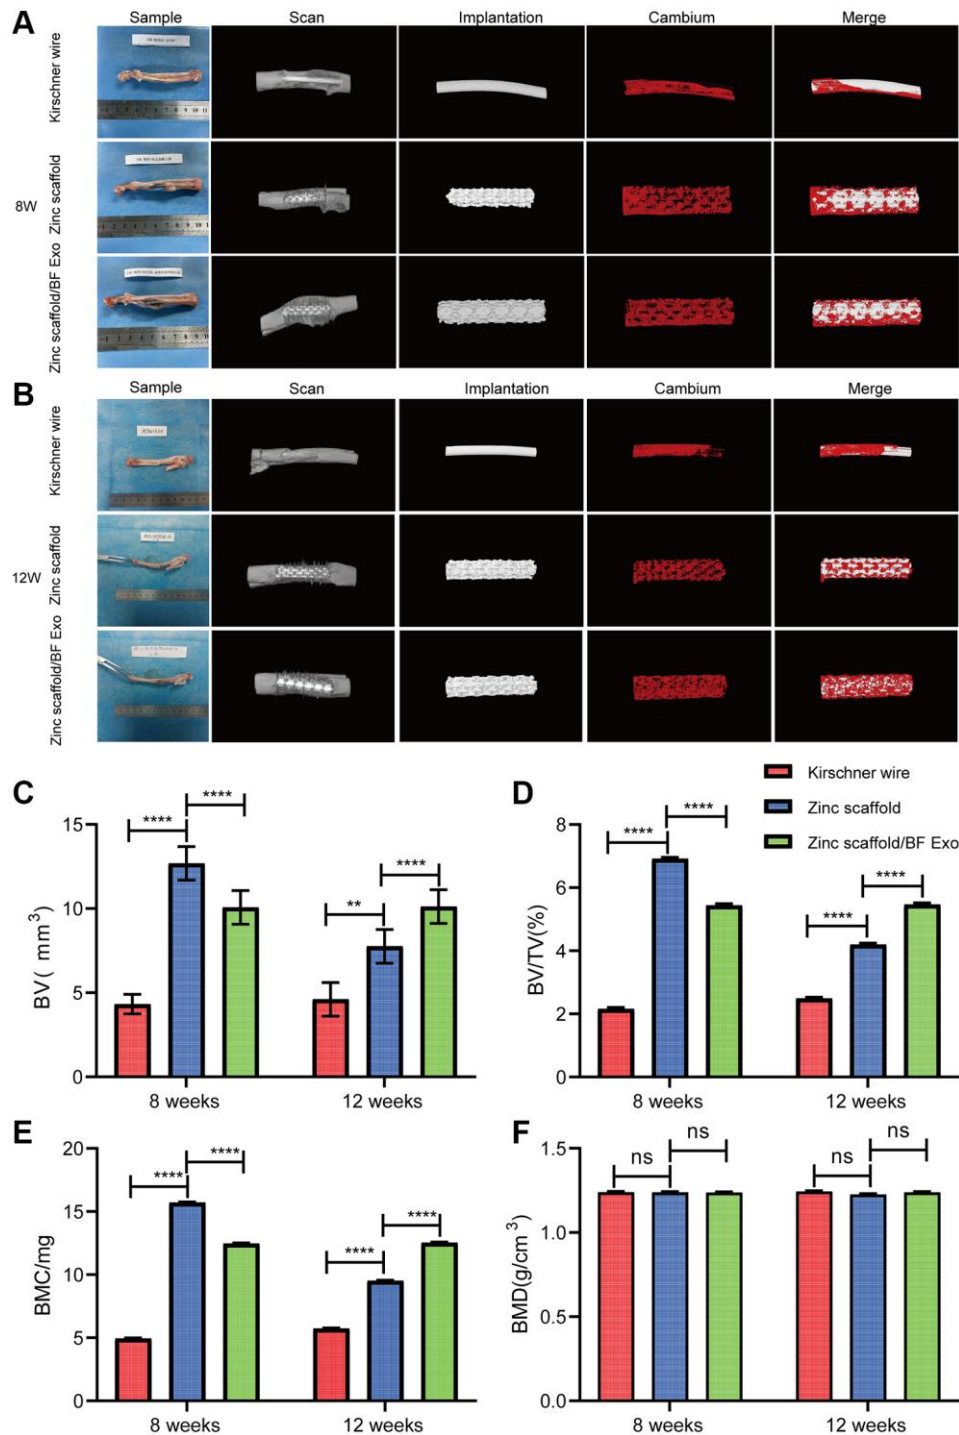 A
Sample Scan Implantation Cambium Merge
Kirschner wire
8W
Zinc scaffold
Zinc scaffold/BF Exo
B
Sample Scan Implantation Cambium Merge
Kirschner wire
12W
Zinc scaffold
Zinc scaffold/BF Exo
Kirschner wire
Zinc scaffold
Zinc scaffold/BF Exo
C
BV( mm³)
15
10
5
0
**** ****
** ****
8 weeks 12 weeks
D
BV/TV(%)
8
6
4
2
0
**** ****
**** ****
8 weeks 12 weeks
E
BMC/mg
20
15
10
5
0
**** ****
**** ****
8 weeks 12 weeks
F
BMD(g/cm³)
1.5
1.0
0.5
0.0
ns ns
ns ns
8 weeks 12 weeks